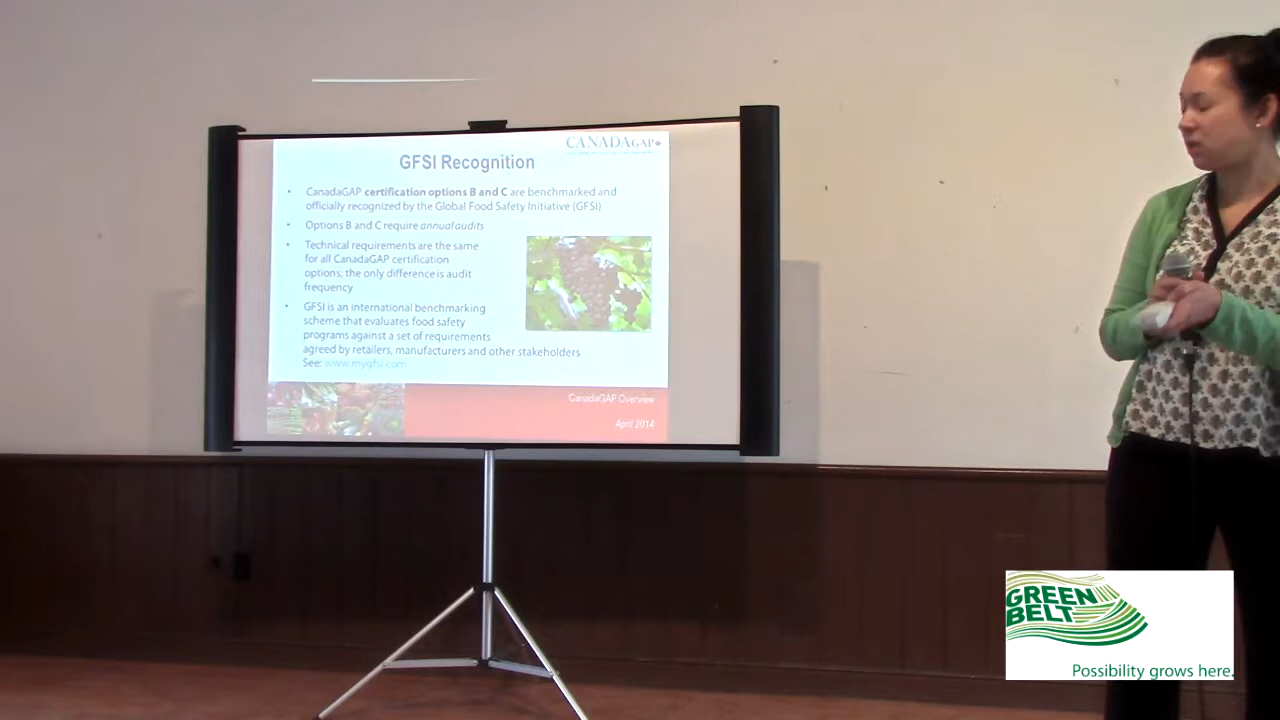 CANADAGAP
GFSI Recognition
• CanadaGAP certification options B and C are benchmarked and
officially recognized by the Global Food Safety Initiative (GFSI)
• Options B and C require annual audits
• Technical requirements are the same
for all CanadaGAP certification
options; the only difference is audit
frequency
• GFSI is an international benchmarking
scheme that evaluates food safety
programs against a set of requirements
agreed by retailers, manufacturers and other stakeholders
See: www.mygfsi.com
CanadaGAP Overview
April 2014
GREEN
BELT
Possibility grows here.